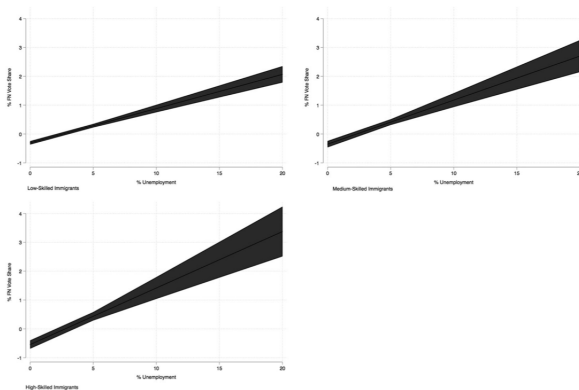 4
3
2
1
0
-1
% FN Vote Share
0 5 10 15 20
% Unemployment
Low-Skilled Immigrants
4
3
2
1
0
-1
% FN Vote Share
0 5 10 15 20
% Unemployment
Medium-Skilled Immigrants
4
3
2
1
0
-1
% FN Vote Share
0 5 10 15 20
% Unemployment
High-Skilled Immigrants